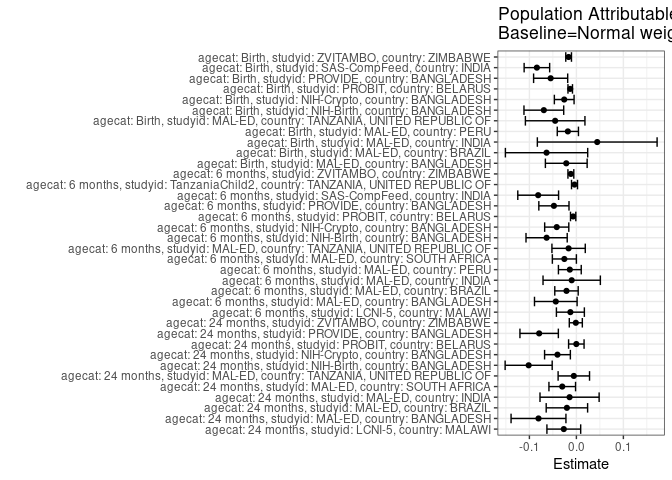 Population Attributable
Baseline=Normal weig
agecat: Birth, studyid: ZVITAMBO, country: ZIMBABWE
agecat: Birth, studyid: SAS-CompFeed, country: INDIA
agecat: Birth, studyid: PROVIDE, country: BANGLADESH
agecat: Birth, studyid: PROBIT, country: BELARUS
agecat: Birth, studyid: NIH-Crypto, country: BANGLADESH
agecat: Birth, studyid: NIH-Birth, country: BANGLADESH
agecat: Birth, studyid: MAL-ED, country: TANZANIA, UNITED REPUBLIC OF
agecat: Birth, studyid: MAL-ED, country: PERU
agecat: Birth, studyid: MAL-ED, country: INDIA
agecat: Birth, studyid: MAL-ED, country: BRAZIL
agecat: Birth, studyid: MAL-ED, country: BANGLADESH
agecat: 6 months, studyid: ZVITAMBO, country: ZIMBABWE
agecat: 6 months, studyid: TanzaniaChild2, country: TANZANIA, UNITED REPUBLIC OF
agecat: 6 months, studyid: SAS-CompFeed, country: INDIA
agecat: 6 months, studyid: PROVIDE, country: BANGLADESH
agecat: 6 months, studyid: PROBIT, country: BELARUS
agecat: 6 months, studyid: NIH-Crypto, country: BANGLADESH
agecat: 6 months, studyid: NIH-Birth, country: BANGLADESH
agecat: 6 months, studyid: MAL-ED, country: TANZANIA, UNITED REPUBLIC OF
agecat: 6 months, studyid: MAL-ED, country: SOUTH AFRICA
agecat: 6 months, studyid: MAL-ED, country: PERU
agecat: 6 months, studyid: MAL-ED, country: INDIA
agecat: 6 months, studyid: MAL-ED, country: BRAZIL
agecat: 6 months, studyid: MAL-ED, country: BANGLADESH
agecat: 6 months, studyid: LCNI-5, country: MALAWI
agecat: 24 months, studyid: ZVITAMBO, country: ZIMBABWE
agecat: 24 months, studyid: PROVIDE, country: BANGLADESH
agecat: 24 months, studyid: PROBIT, country: BELARUS
agecat: 24 months, studyid: NIH-Crypto, country: BANGLADESH
agecat: 24 months, studyid: NIH-Birth, country: BANGLADESH
agecat: 24 months, studyid: MAL-ED, country: TANZANIA, UNITED REPUBLIC OF
agecat: 24 months, studyid: MAL-ED, country: SOUTH AFRICA
agecat: 24 months, studyid: MAL-ED, country: INDIA
agecat: 24 months, studyid: MAL-ED, country: BRAZIL
agecat: 24 months, studyid: MAL-ED, country: BANGLADESH
agecat: 24 months, studyid: LCNI-5, country: MALAWI
-0.1 0.0 0.1
Estimate